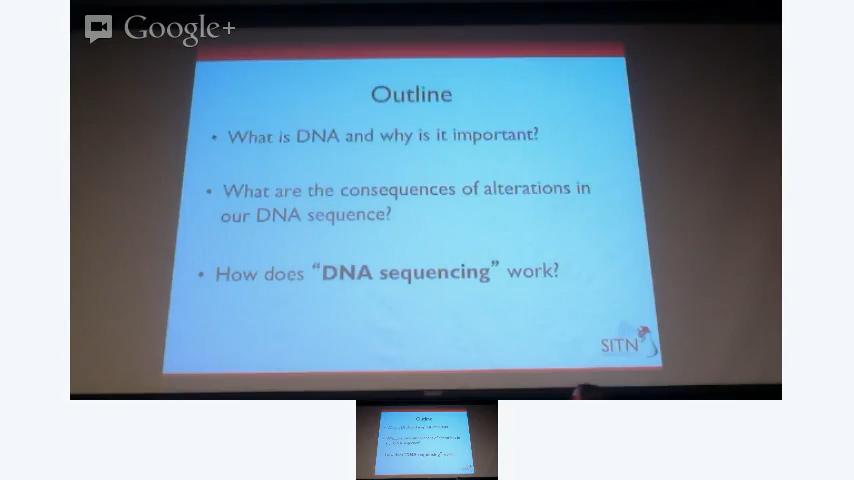 Google+
Outline
• What is DNA and why is it important?
• What are the consequences of alterations in
our DNA sequence?
• How does “DNA sequencing” work?
SITN
Outline